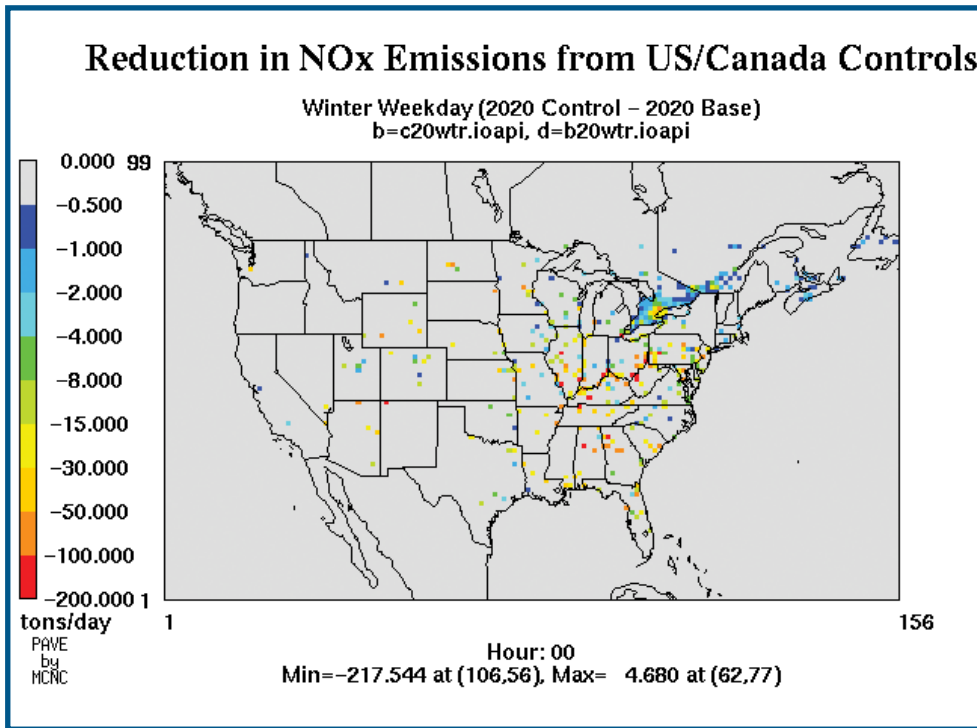 Reduction in NOx Emissions from US/Canada Controls
Winter Weekday (2020 Control – 2020 Base)
b=c20wtr.ioapi, d=b20wtr.ioapi
0.000 99
−0.500
−1.000
−2.000
−4.000
−8.000
−15.000
−30.000
−50.000
−100.000
−200.000 1
tons/day 1 156
PAVE
by
MCNC
Hour: 00
Min=−217.544 at (106,56), Max= 4.680 at (62,77)